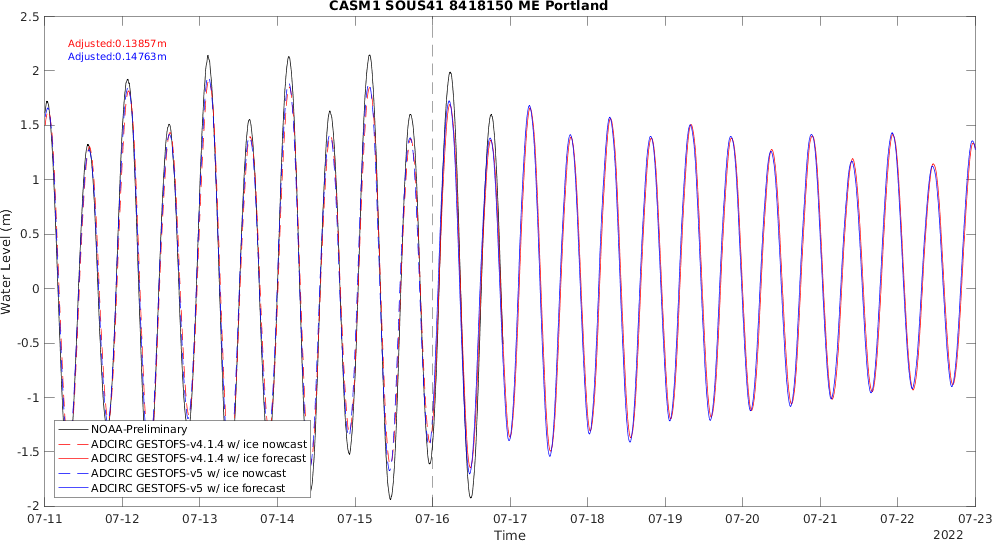 CASM1 SOUS41 8418150 ME Portland
Adjusted:0.13857m
Adjusted:0.14763m
2.5
2
1.5
1
0.5
0
-0.5
-1
-1.5
-2
Water Level (m)
NOAA-Preliminary
ADCIRC GESTOFS-v4.1.4 w/ ice nowcast
ADCIRC GESTOFS-v4.1.4 w/ ice forecast
ADCIRC GESTOFS-v5 w/ ice nowcast
ADCIRC GESTOFS-v5 w/ ice forecast
07-11 07-12 07-13 07-14 07-15 07-16 07-17 07-18 07-19 07-20 07-21 07-22 07-23
Time
2022